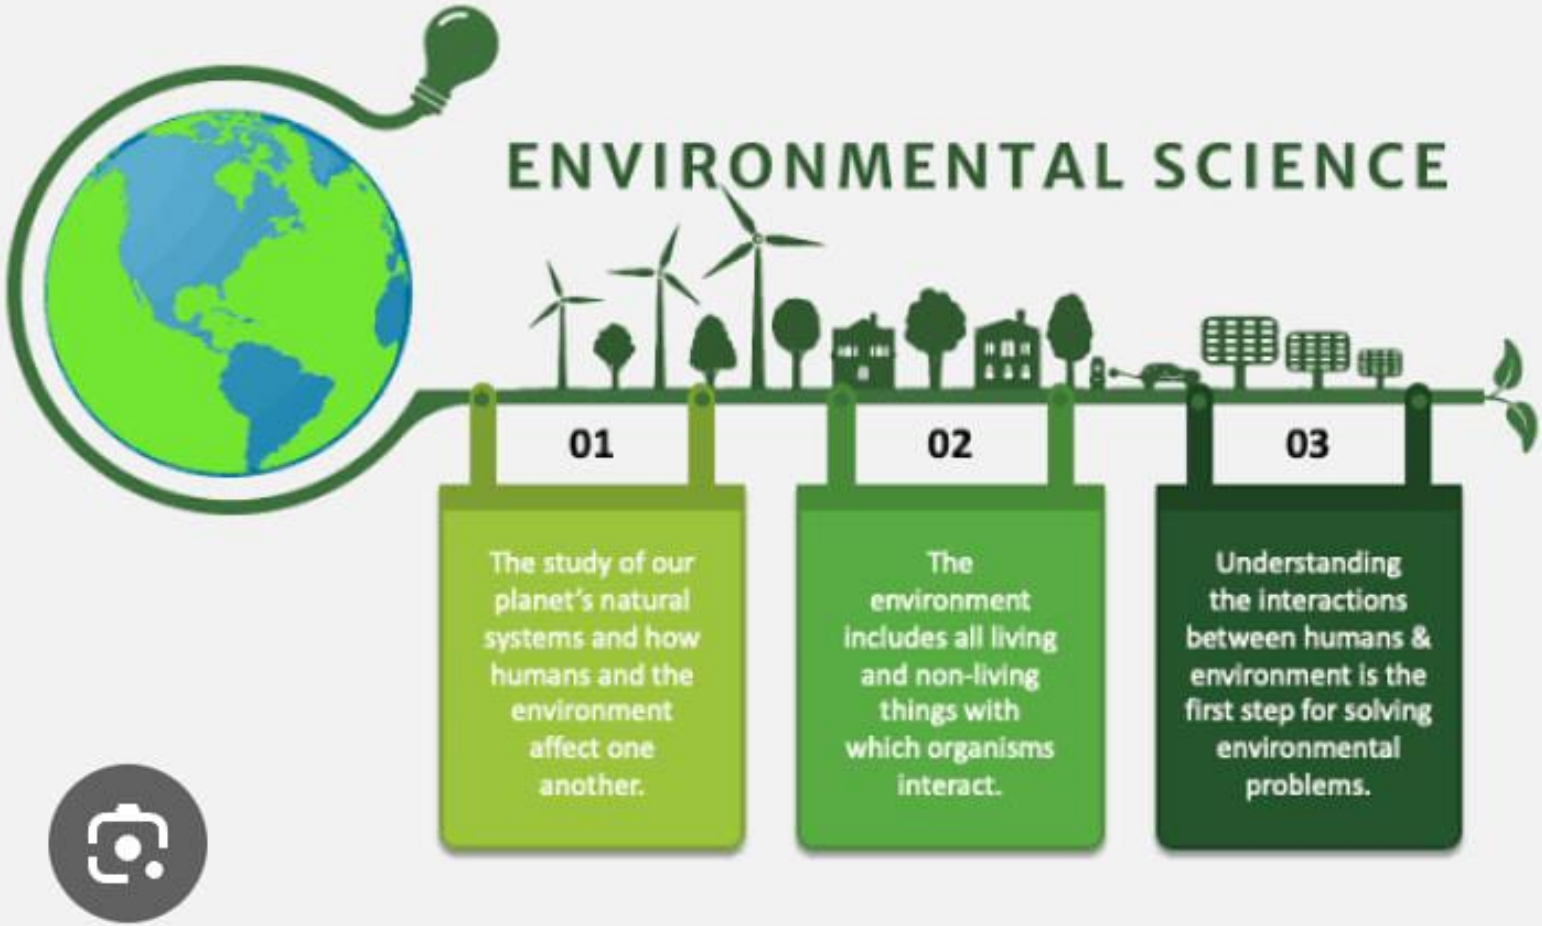 ENVIRONMENTAL SCIENCE
01
The study of our
planet's natural
systems and how
humans and the
environment
affect one
another.
02
The
environment
includes all living
and non-living
things with
which organisms
interact.
03
Understanding
the interactions
between humans &
environment is the
first step for solving
environmental
problems.